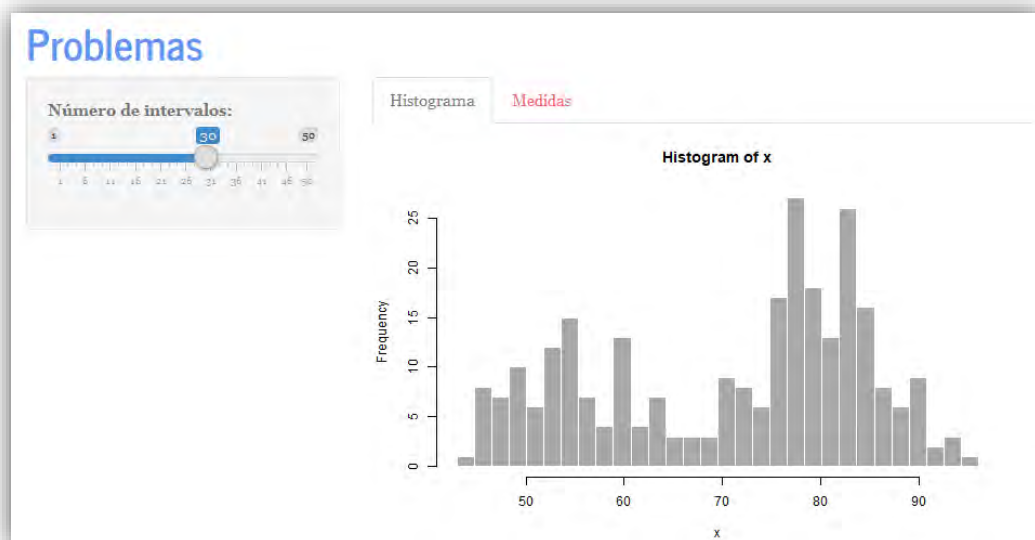 Problemas
Número de intervalos:
1 30 50
1 6 11 16 21 26 31 36 41 46 50
Histograma Medidas
Histogram of x
Frequency
25
20
15
10
5
0
50 60 70 80 90
x